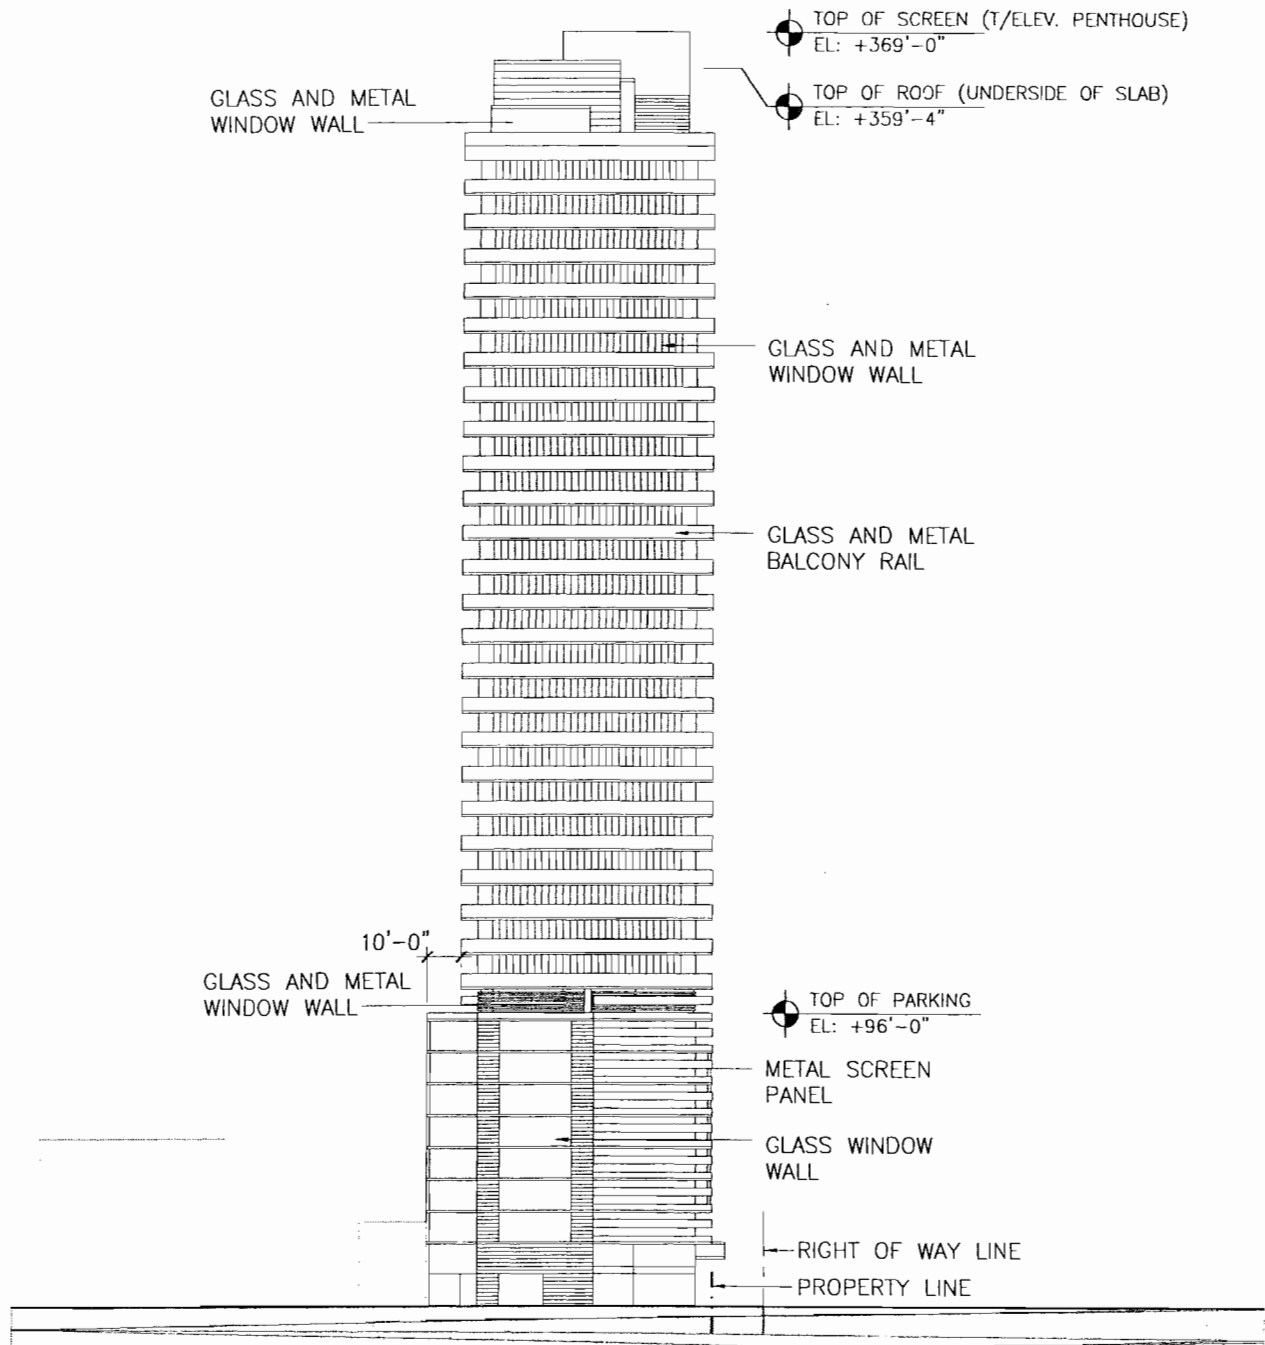 TOP OF SCREEN (T/ELEV. PENTHOUSE)
EL: +369'-0"
TOP OF ROOF (UNDERSIDE OF SLAB)
EL: +359'-4"
GLASS AND METAL
WINDOW WALL
GLASS AND METAL
WINDOW WALL
GLASS AND METAL
BALCONY RAIL
10'-0"
GLASS AND METAL
WINDOW WALL
TOP OF PARKING
EL: +96'-0"
METAL SCREEN
PANEL
GLASS WINDOW
WALL
RIGHT OF WAY LINE
PROPERTY LINE